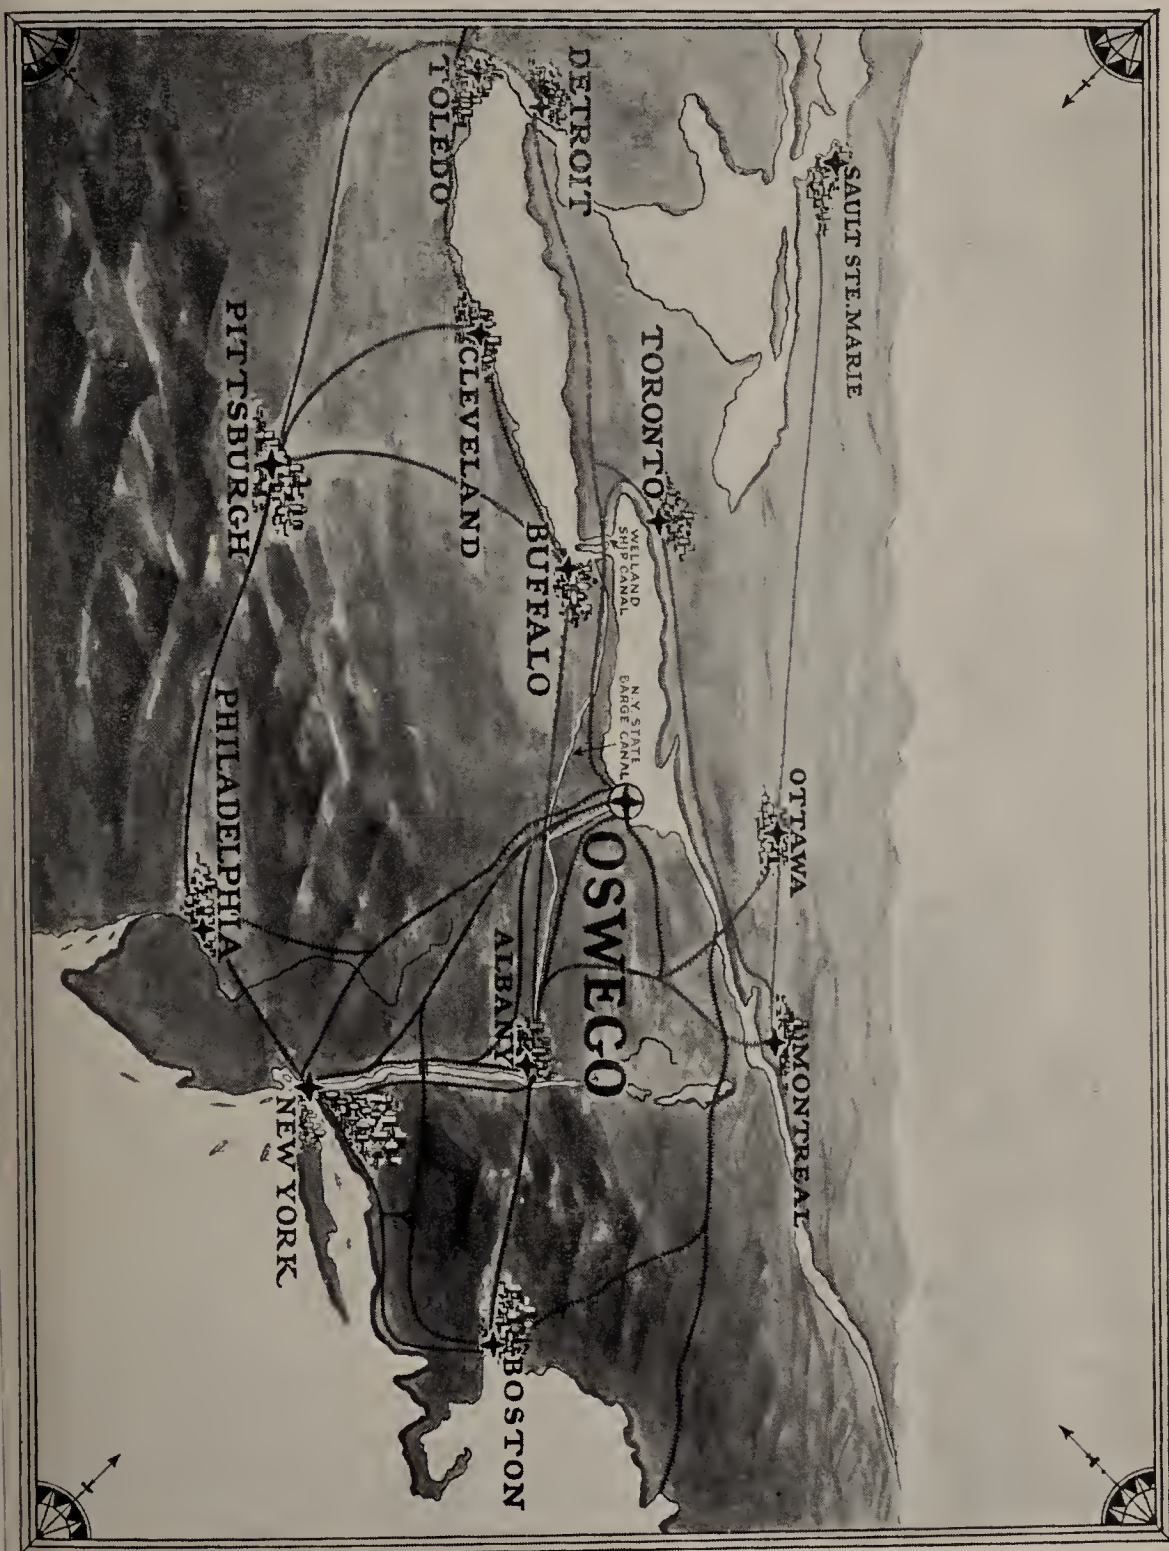 SAULT STE.MARIE
DETROIT
TOLEDO
TORONTO
CLEVELAND
PITTSBURGH
BUFFALO
WELLAND
SHIP CANAL
N.Y. STATE
BARGE CANAL
OTTAWA
OSWEGO
MONTREAL
ALBANY
PHILADELPHIA
NEW YORK
BOSTON